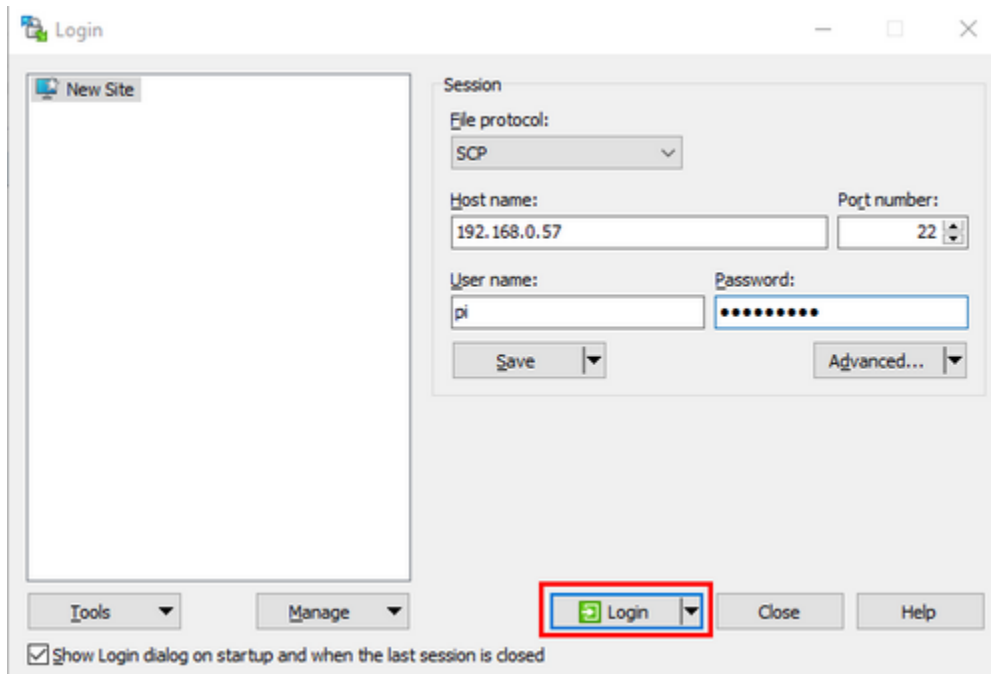 Login
New Site
Session
File protocol:
SCP
Host name:
Port number:
192.168.0.57
22
User name:
Password:
pi
•••••••••
Save
Advanced...
Tools
Manage
Login
Close
Help
Show Login dialog on startup and when the last session is closed